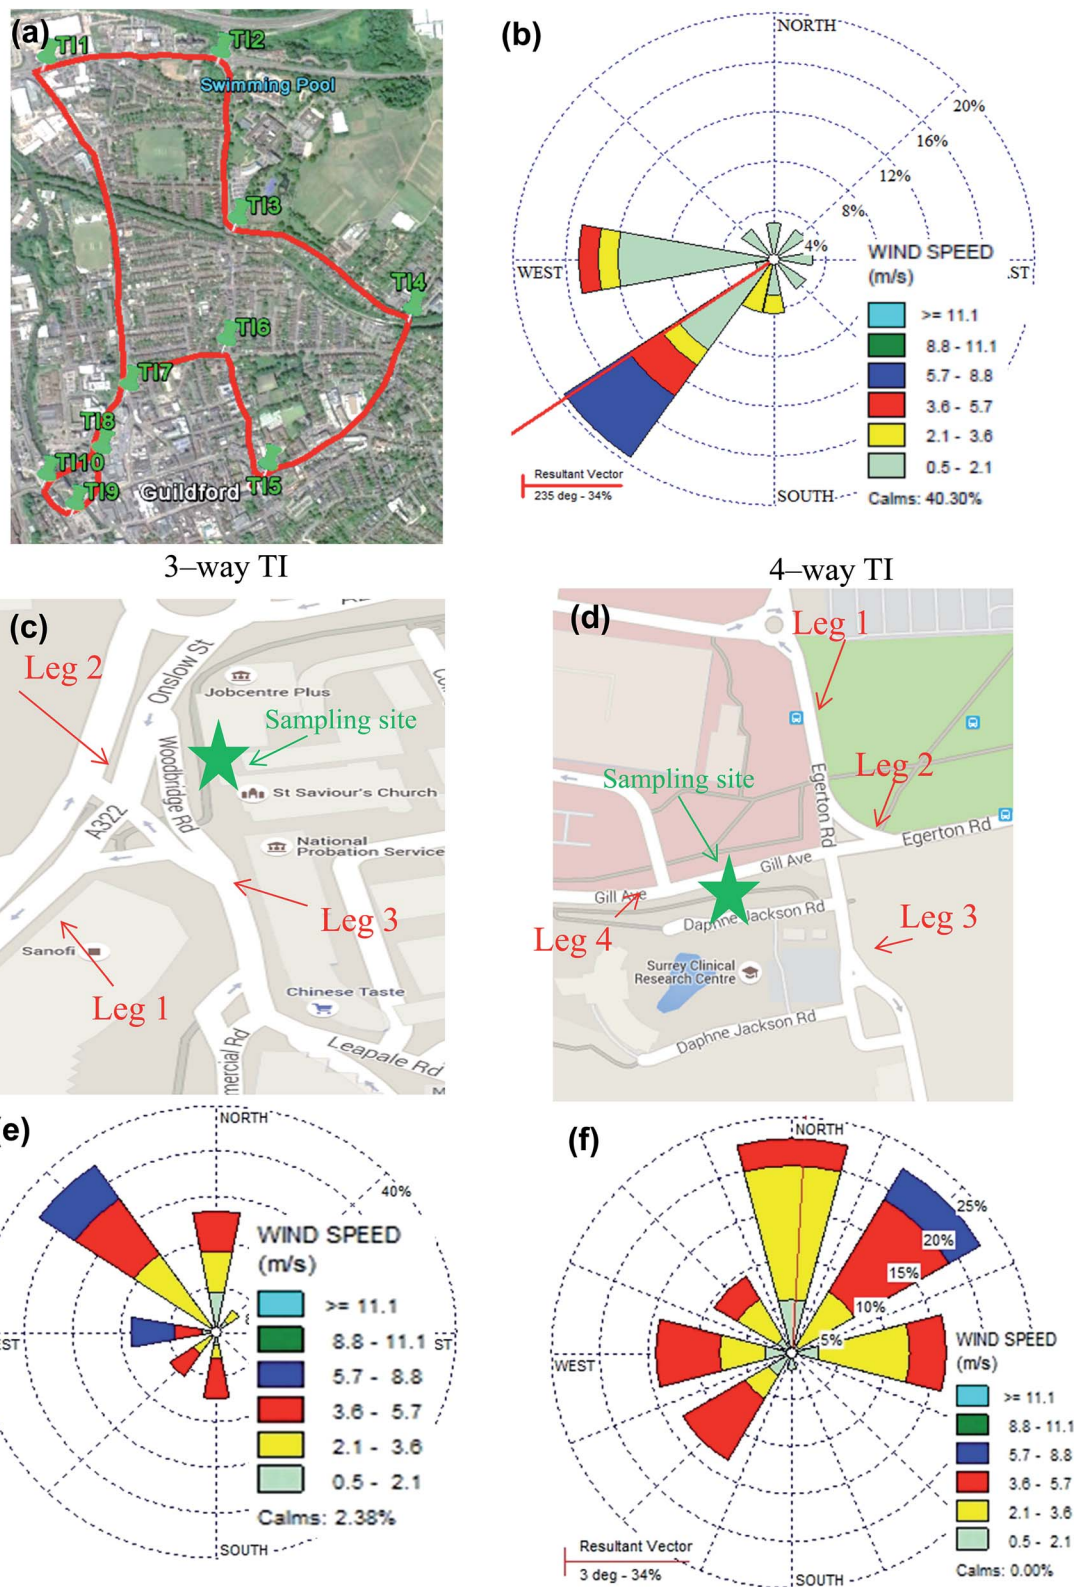 (a)
TI1
TI2
Swimming Pool
TI3
TI4
TI6
TI7
TI8
TI10
TI9
Guildford
TI5
(b)
NORTH
20%
16%
12%
8%
4%
WEST
ST
SOUTH
WIND SPEED
(m/s)
>= 11.1
8.8 - 11.1
5.7 - 8.8
3.6 - 5.7
2.1 - 3.6
0.5 - 2.1
Calms: 40.30%
Resultant Vector
235 deg - 34%
3–way TI
4–way TI
(c)
Leg 2
Onslow St
Jobcentre Plus
Sampling site
Woodbridge Rd
St Saviour's Church
A322
National
Probation Service
Leg 3
Sanofi
Leg 1
Chinese Taste
mercial Rd
Leapale Rd
(d)
Leg 1
Sampling site
Egerton Rd
Leg 2
Egerton Rd
Gill Ave
Gill Ave
Daphne Jackson Rd
Leg 3
Leg 4
Surrey Clinical
Research Centre
Daphne Jackson Rd
e)
NORTH
40%
EST
ST
SOUTH
WIND SPEED
(m/s)
>= 11.1
8.8 - 11.1
5.7 - 8.8
3.6 - 5.7
2.1 - 3.6
0.5 - 2.1
Calms: 2.38%
(f)
NORTH
25%
20%
15%
10%
5%
WEST
SOUTH
WIND SPEED
(m/s)
>= 11.1
8.8 - 11.1
5.7 - 8.8
3.6 - 5.7
2.1 - 3.6
0.5 - 2.1
Calms: 0.00%
Resultant Vector
3 deg - 34%